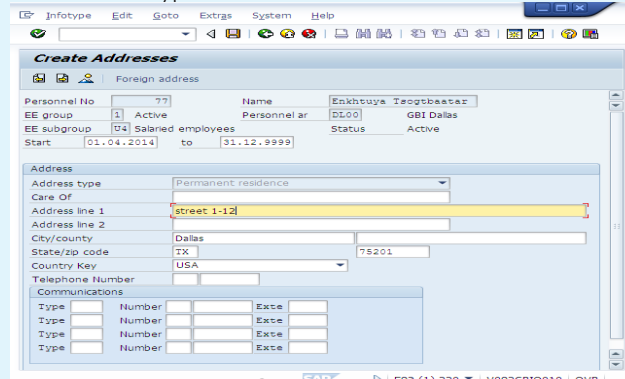 Infotype Edit Goto Extras System Help
Create Addresses
Foreign address
Personnel No 77 Name Enkhtuya Tsogtbaatar
EE group 1 Active Personnel ar DL00 GBI Dallas
EE subgroup U4 Salaried employees Status Active
Start 01.04.2014 to 31.12.9999
Address
Address type Permanent residence
Care Of
Address line 1 street 1-12
Address line 2
City/county Dallas
State/zip code TX 75201
Country Key USA
Telephone Number
Communications
Type Number Exte
Type Number Exte
Type Number Exte
Type Number Exte